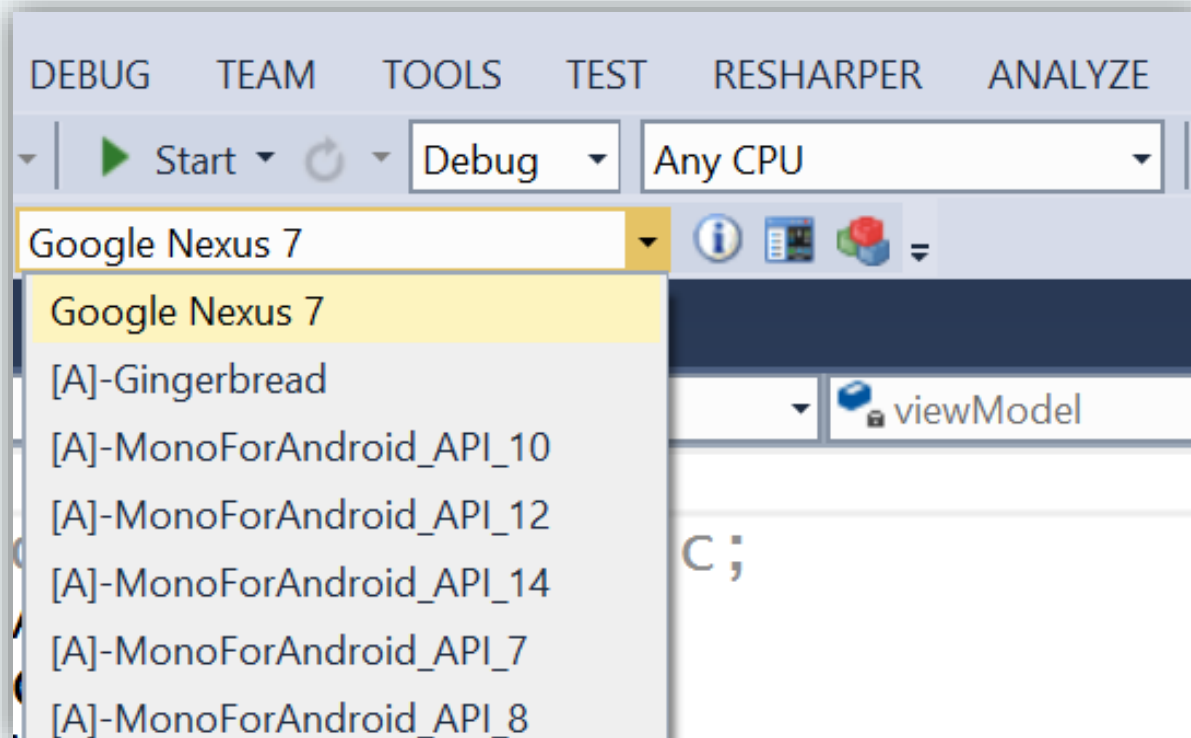 DEBUG TEAM TOOLS TEST RESHARPER ANALYZE
Start Debug Any CPU
Google Nexus 7
Google Nexus 7
[A]-Gingerbread
[A]-MonoForAndroid_API_10
viewModel
[A]-MonoForAndroid_API_12
c;
[A]-MonoForAndroid_API_14
[A]-MonoForAndroid_API_7
[A]-MonoForAndroid_API_8